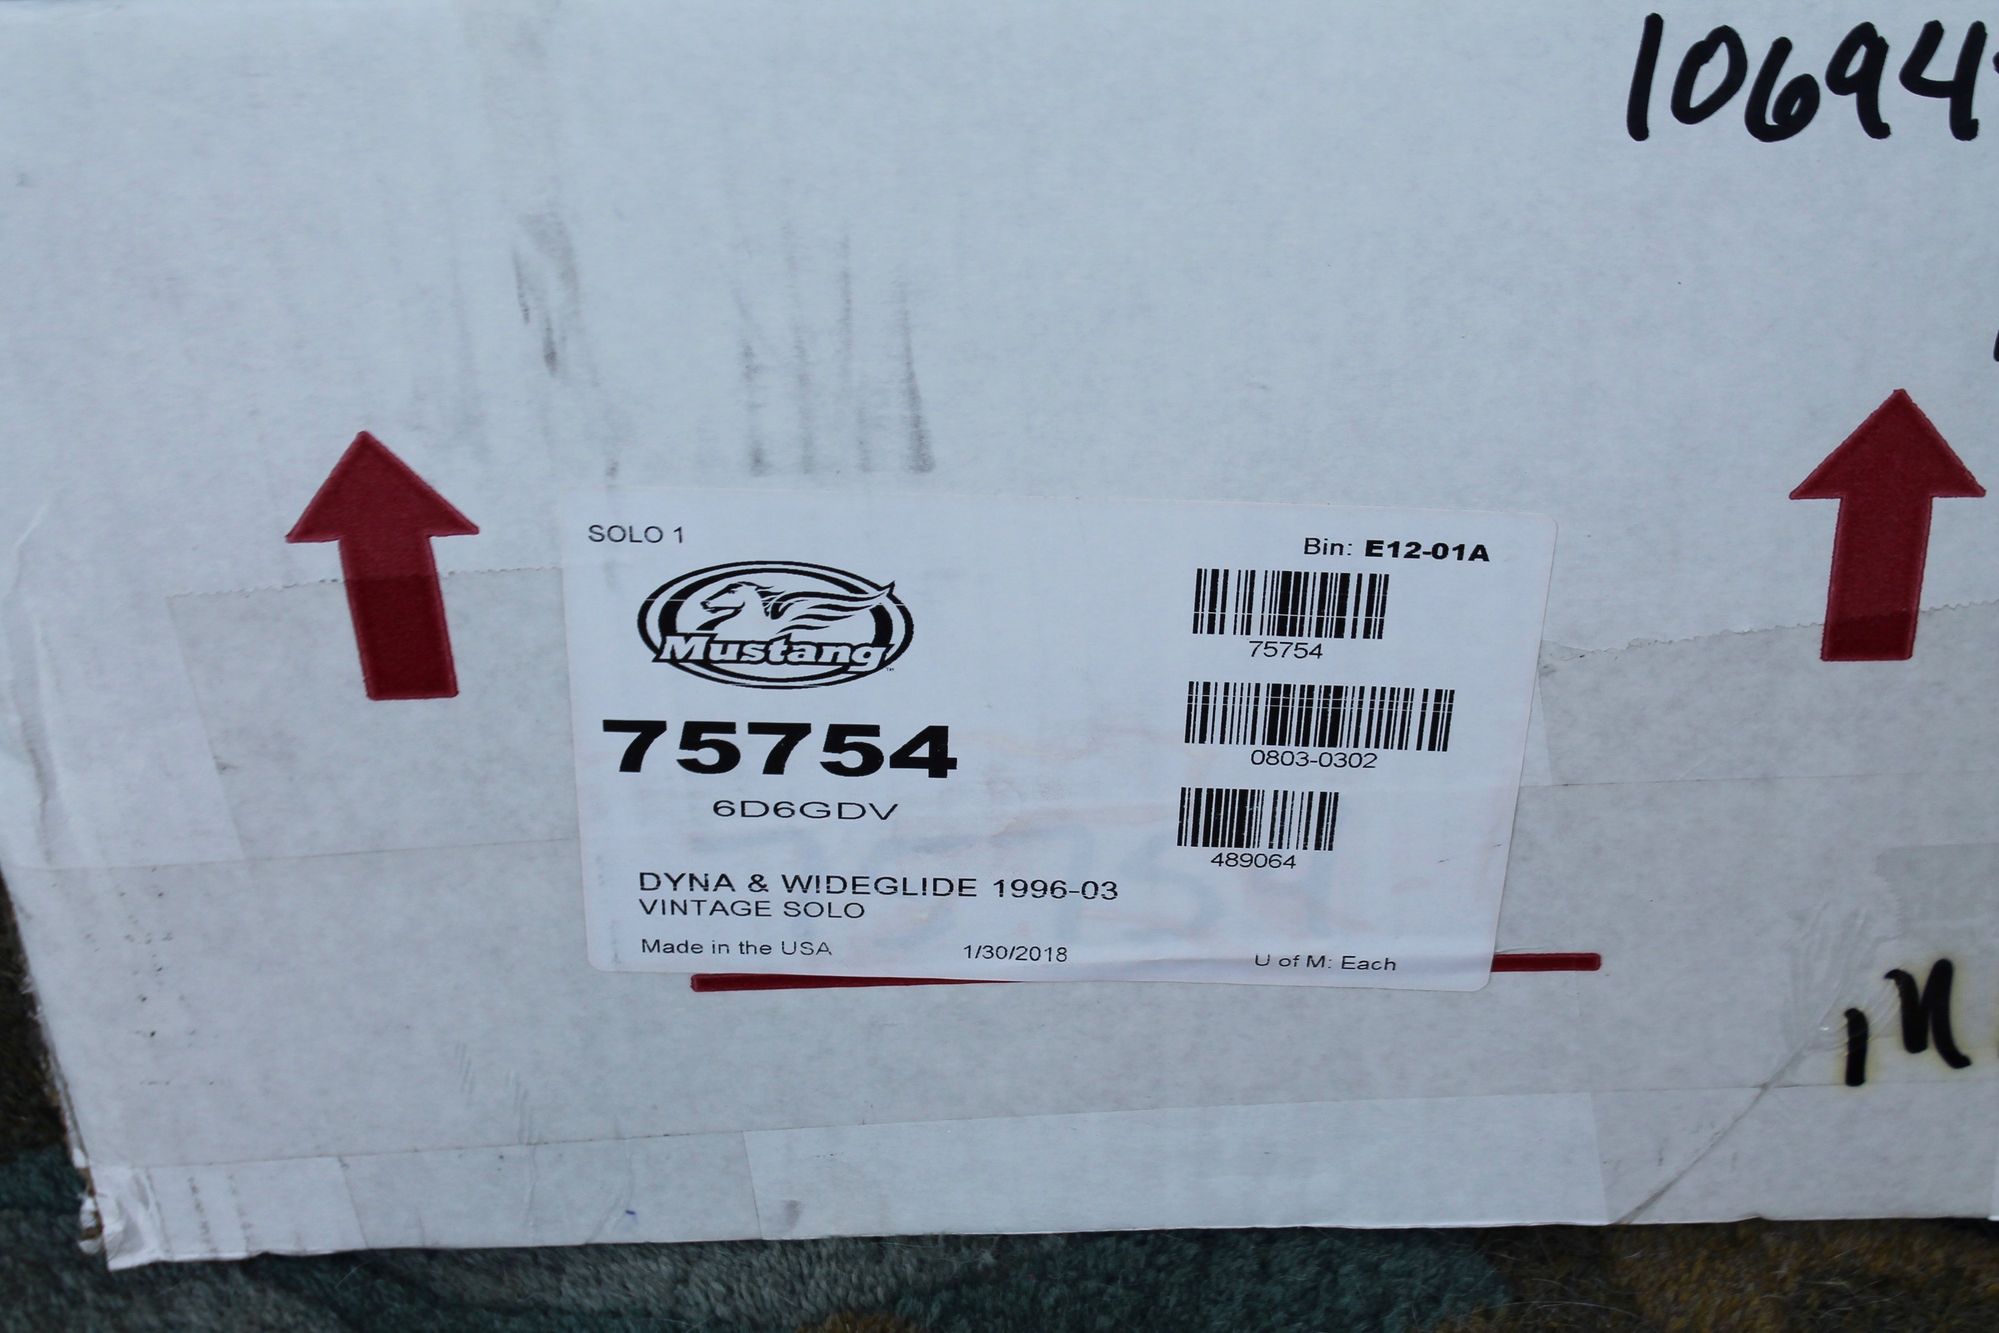 10694
SOLO 1
Bin: E12-01A
Mustang
TM
75754
75754
0803-0302
6D6GDV
489064
DYNA & WIDEGLIDE 1996-03
VINTAGE SOLO
Made in the USA
1/30/2018
U of M: Each